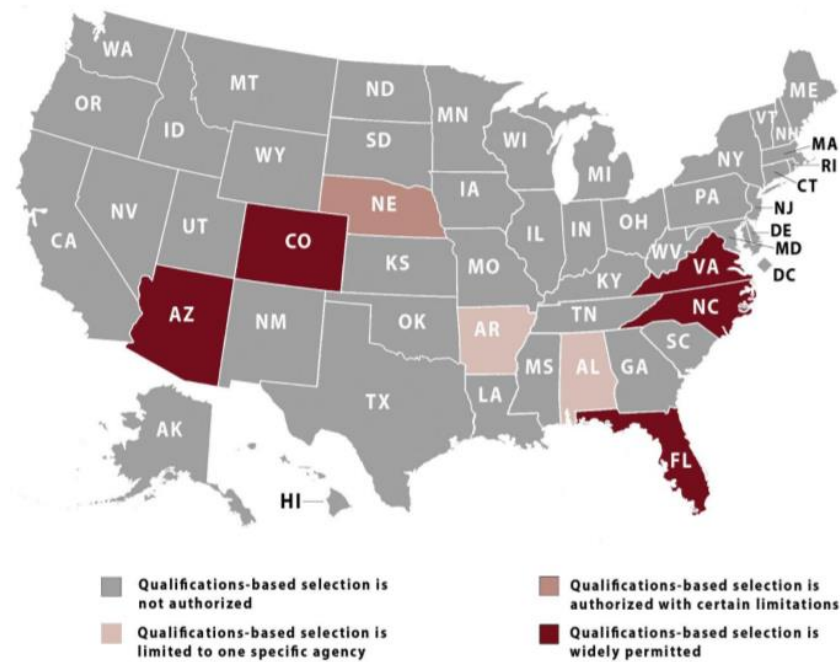 WA
MT
ND
MN
ME
OR
ID
SD
WI
VT
NH
MA
WY
MI
NY
RI
CT
NE
IA
PA
NJ
NV
UT
CO
IL
IN
OH
DE
CA
KS
MO
WV
VA
MD
KY
DC
AZ
NM
OK
AR
TN
NC
SC
TX
LA
MS
AL
GA
AK
FL
HI
Qualifications-based selection is
not authorized
Qualifications-based selection is
limited to one specific agency
Qualifications-based selection is
authorized with certain limitations
Qualifications-based selection is
widely permitted